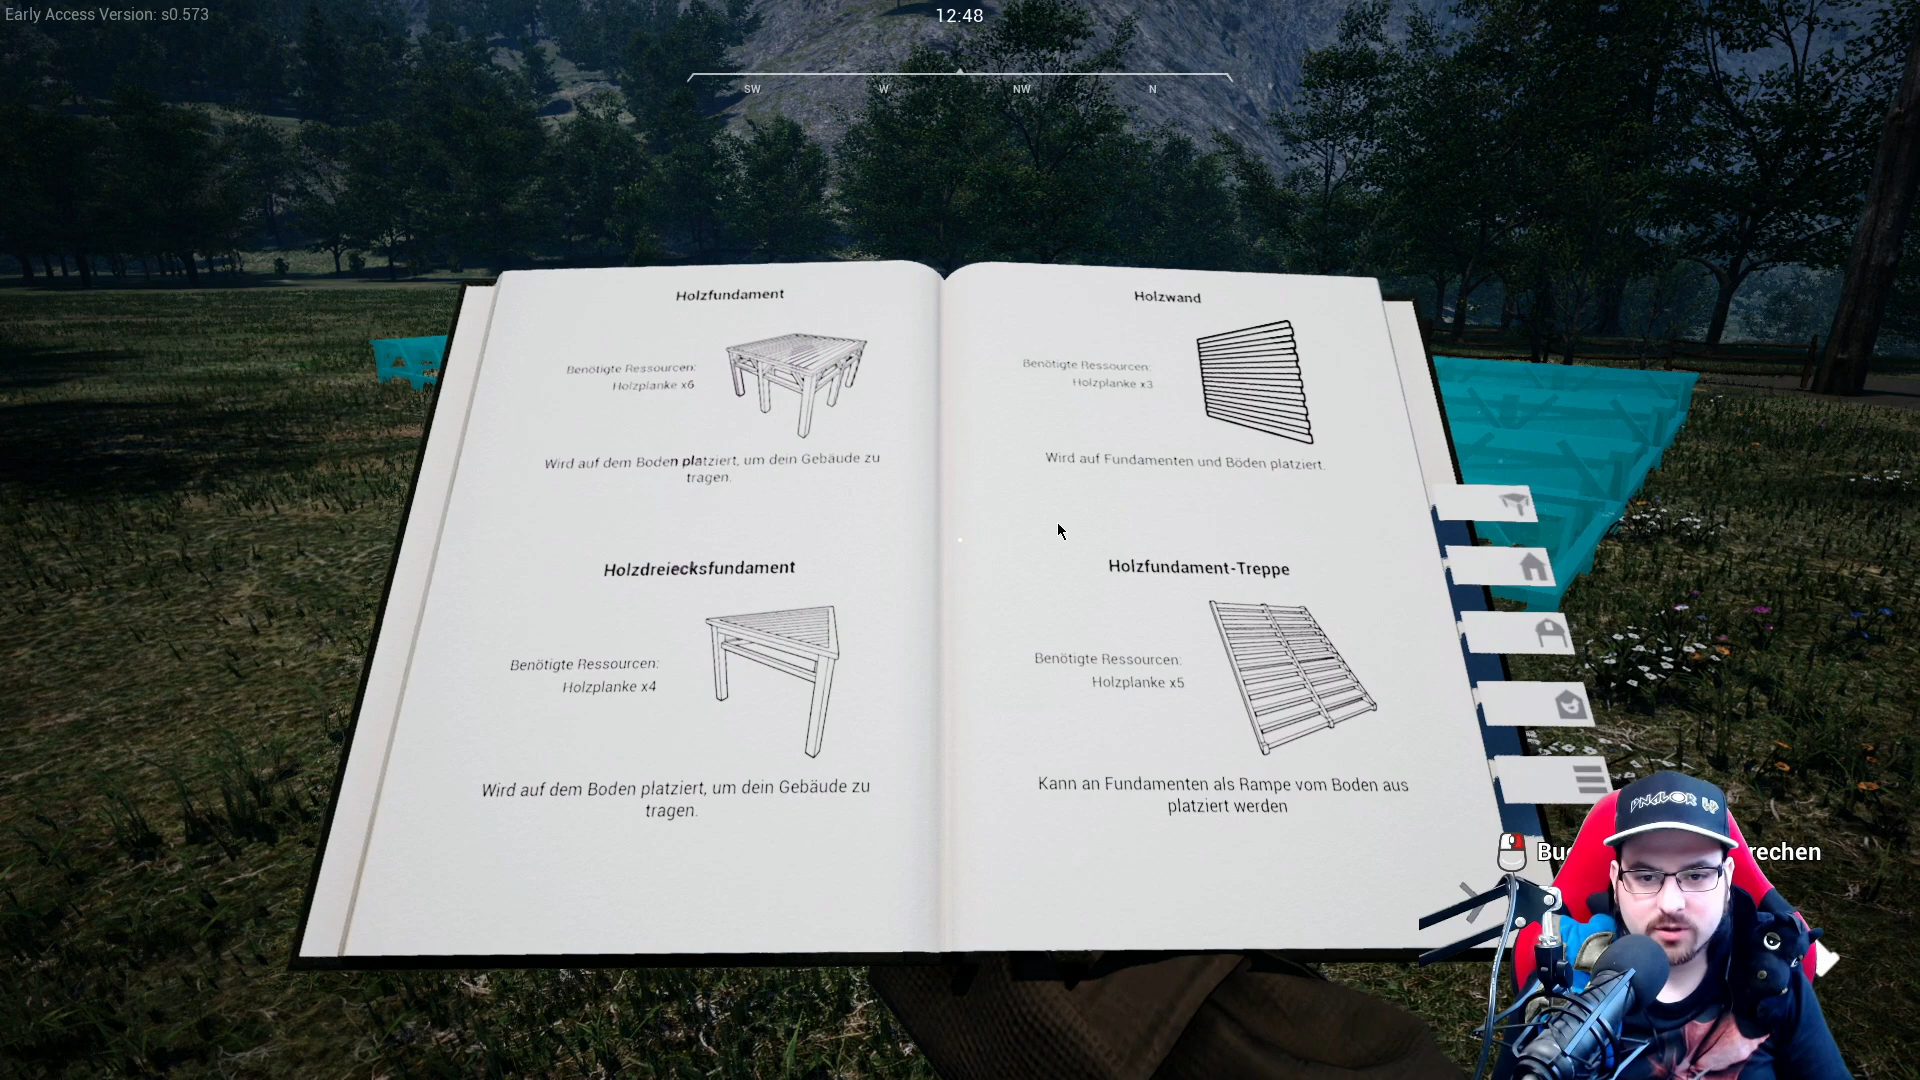 Early Access Version: s0.573
12:48
SW W NW N
Holzfundament
Benötigte Ressourcen:
Holzplanke x6
Wird auf dem Boden platziert, um dein Gebäude zu
tragen.
Holzdreiecksfundament
Benötigte Ressourcen:
Holzplanke x4
Wird auf dem Boden platziert, um dein Gebäude zu
tragen.
Holzwand
Benötigte Ressourcen:
Holzplanke x3
Wird auf Fundamenten und Böden platziert.
Holzfundament-Treppe
Benötigte Ressourcen:
Holzplanke x5
Kann an Fundamenten als Rampe vom Boden aus
platziert werden